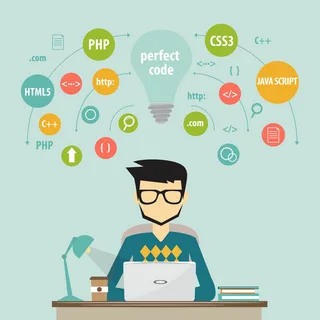 PHP
CSS3
C++
.com
perfect
code
HTML5
http:
</>
{ }
JAVA SCRIPT
C++
{ }
http:
</>
PHP
.com